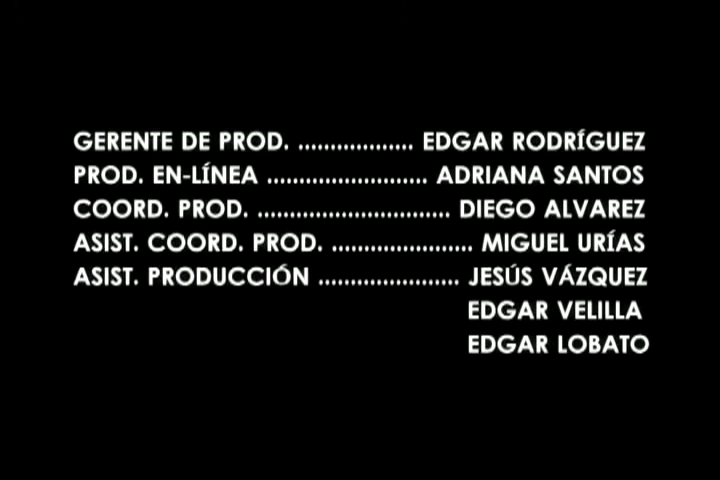 GERENTE DE PROD. .................. EDGAR RODRÍGUEZ
PROD. EN-LÍNEA ......................... ADRIANA SANTOS
COORD. PROD. .............................. DIEGO ALVAREZ
ASIST. COORD. PROD. ...................... MIGUEL URÍAS
ASIST. PRODUCCIÓN ...................... JESÚS VÁZQUEZ
EDGAR VELILLA
EDGAR LOBATO